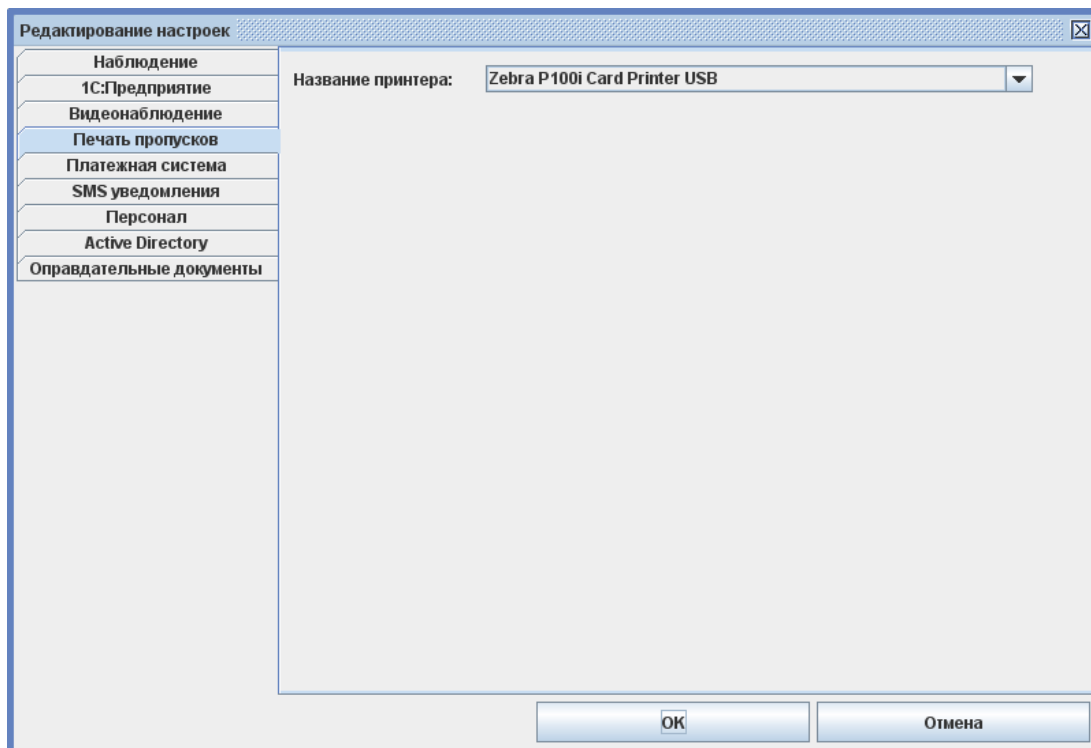 Редактирование настроек
Наблюдение
1С:Предприятие
Видеонаблюдение
Печать пропусков
Платежная система
SMS уведомления
Персонал
Active Directory
Оправдательные документы
Название принтера:
Zebra P100i Card Printer USB
OK
Отмена